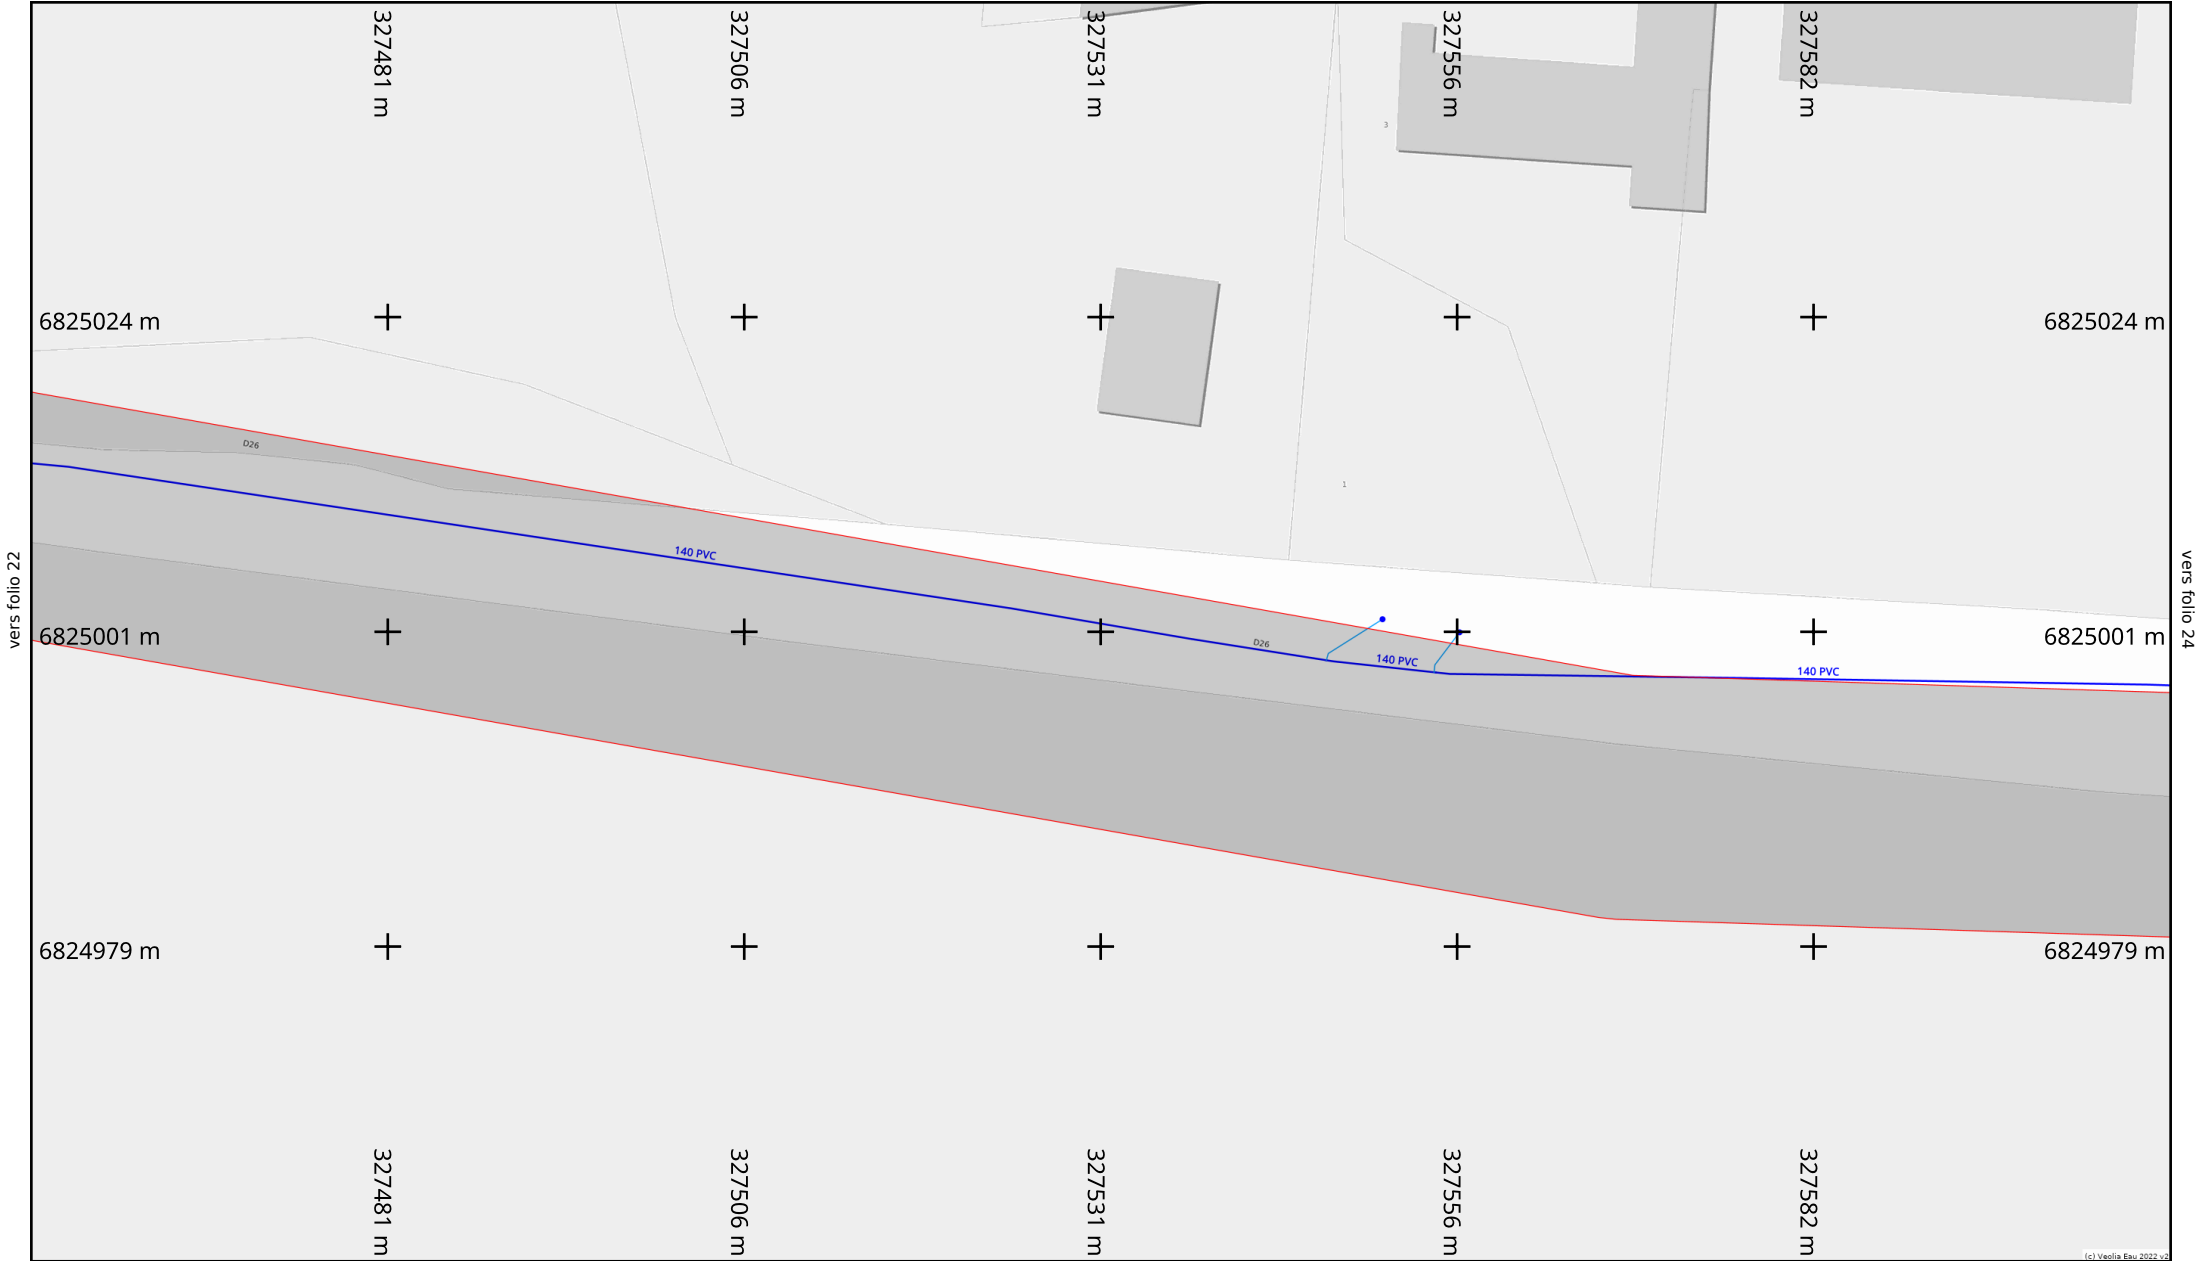 327481 m
327506 m
327531 m
327556 m
327582 m
3
6825024 m
6825024 m
D26
1
140 PVC
vers folio 22
vers folio 24
6825001 m
6825001 m
D26
140 PVC
140 PVC
6824979 m
6824979 m
327481 m
327506 m
327531 m
327556 m
327582 m
(c) Veolia Eau 2022 v2